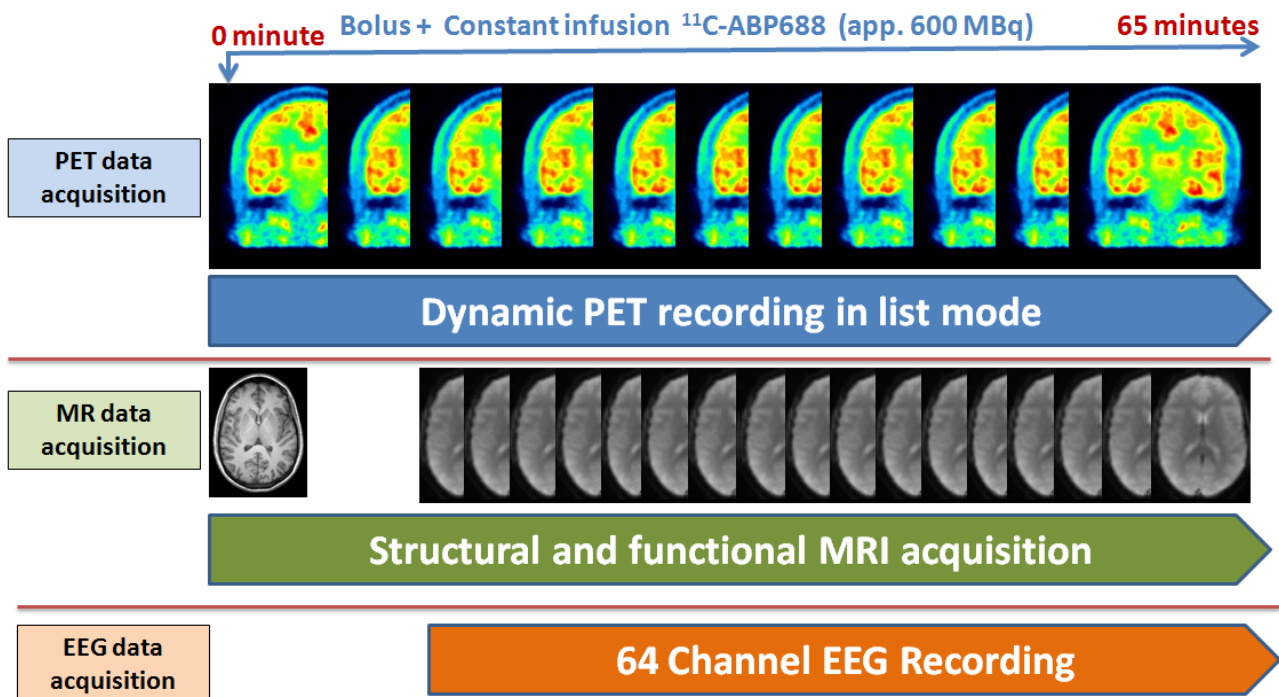 0 minute Bolus + Constant infusion ¹¹C-ABP688 (app. 600 MBq) 65 minutes
PET data
acquisition
Dynamic PET recording in list mode
MR data
acquisition
Structural and functional MRI acquisition
EEG data
acquisition
64 Channel EEG Recording